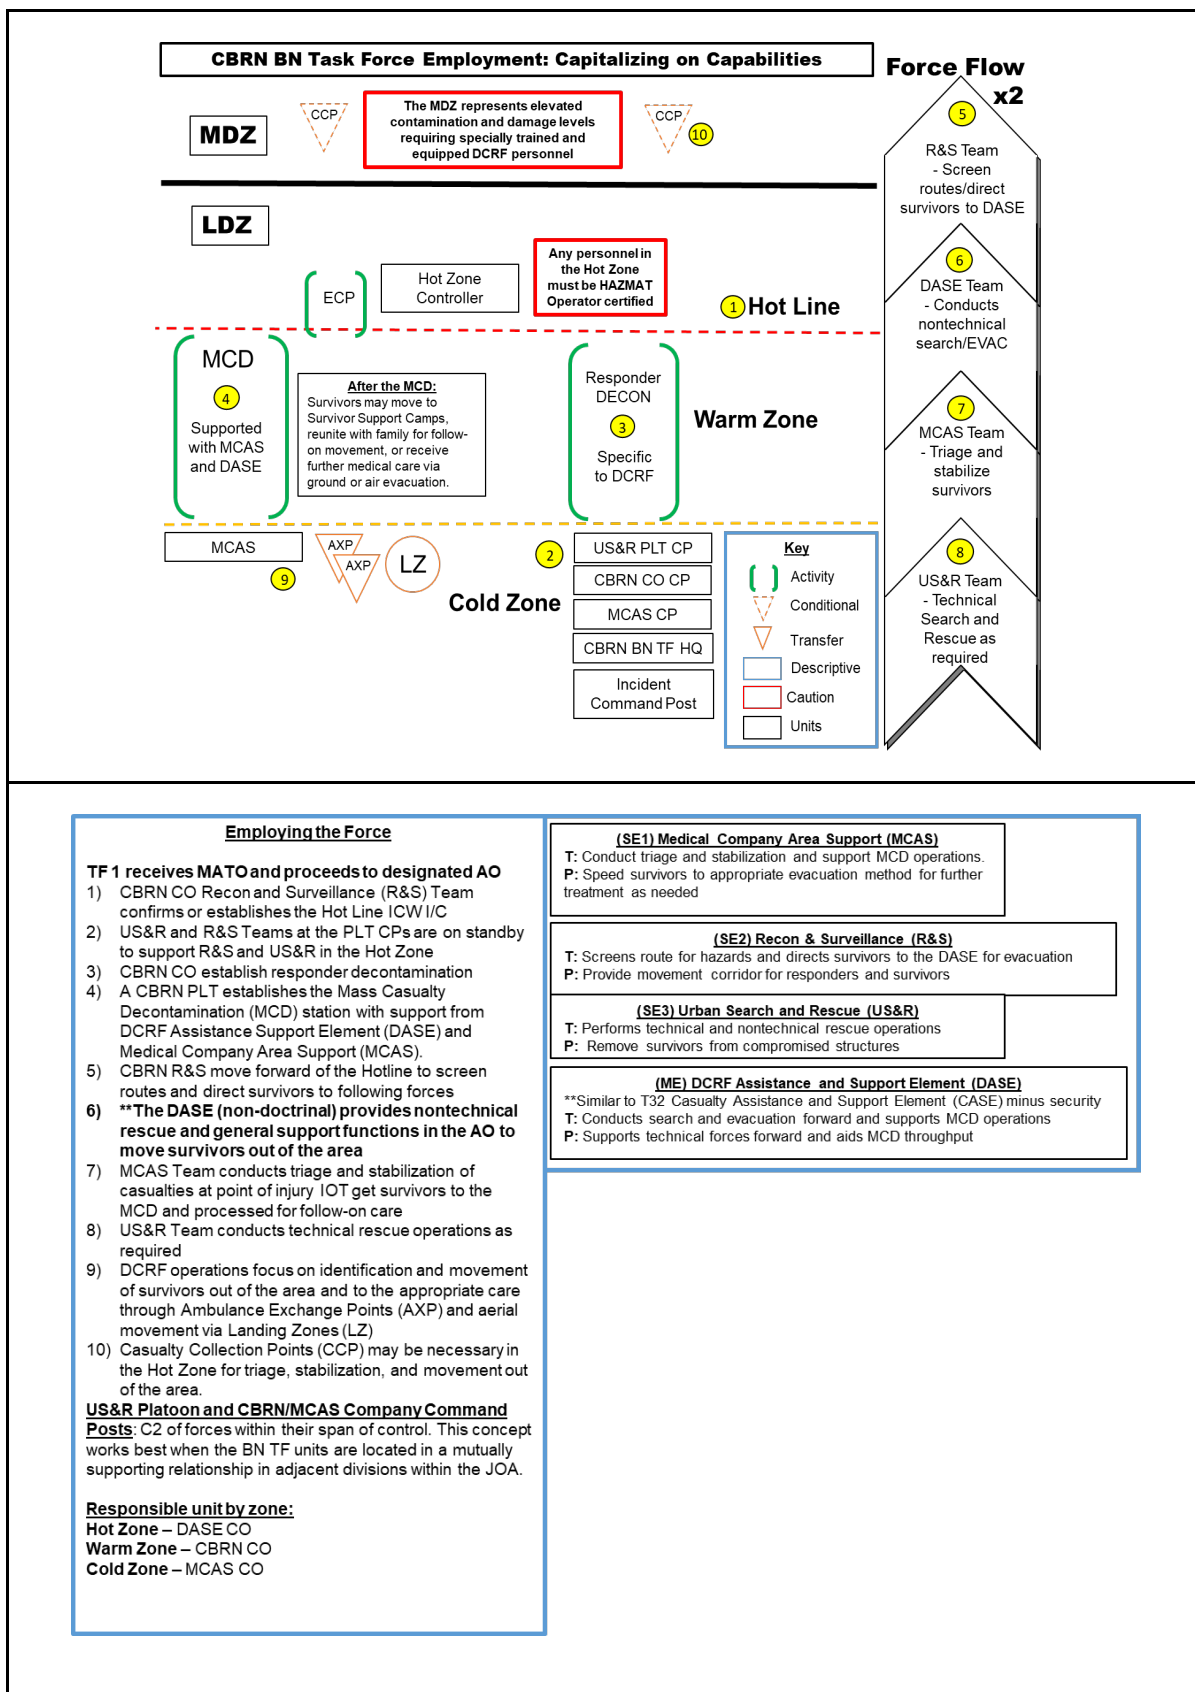 CBRN BN Task Force Employment: Capitalizing on Capabilities
Force Flow
x2
MDZ
CCP
The MDZ represents elevated
contamination and damage levels
requiring specially trained and
equipped DCRF personnel
CCP
10
LDZ
ECP
Hot Zone
Controller
Any personnel in
the Hot Zone
must be HAZMAT
Operator certified
1
Hot Line
MCD
4
Supported
with MCAS
and DASE
After the MCD:
Survivors may move to
Survivor Support Camps,
reunite with family for follow-
on movement, or receive
further medical care via
ground or air evacuation.
Responder
DECON
3
Specific
to DCRF
Warm Zone
MCAS
9
AXP
AXP
LZ
Cold Zone
2
US&R PLT CP
CBRN CO CP
MCAS CP
CBRN BN TF HQ
Incident
Command Post
Key
Activity
Conditional
Transfer
Descriptive
Caution
Units
5
R&S Team
- Screen
routes/direct
survivors to DASE
6
DASE Team
- Conducts
nontechnical
search/EVAC
7
MCAS Team
- Triage and
stabilize
survivors
8
US&R Team
- Technical
Search and
Rescue as
required
Employing the Force
TF 1 receives MATO and proceeds to designated AO
1) CBRN CO Recon and Surveillance (R&S) Team
confirms or establishes the Hot Line ICW I/C
2) US&R and R&S Teams at the PLT CPs are on standby
to support R&S and US&R in the Hot Zone
3) CBRN CO establish responder decontamination
4) A CBRN PLT establishes the Mass Casualty
Decontamination (MCD) station with support from
DCRF Assistance Support Element (DASE) and
Medical Company Area Support (MCAS).
5) CBRN R&S move forward of the Hotline to screen
routes and direct survivors to following forces
6) **The DASE (non-doctrinal) provides nontechnical
rescue and general support functions in the AO to
move survivors out of the area
7) MCAS Team conducts triage and stabilization of
casualties at point of injury IOT get survivors to the
MCD and processed for follow-on care
8) US&R Team conducts technical rescue operations as
required
9) DCRF operations focus on identification and movement
of survivors out of the area and to the appropriate care
through Ambulance Exchange Points (AXP) and aerial
movement via Landing Zones (LZ)
10) Casualty Collection Points (CCP) may be necessary in
the Hot Zone for triage, stabilization, and movement out
of the area.
US&R Platoon and CBRN/MCAS Company Command
Posts: C2 of forces within their span of control. This concept
works best when the BN TF units are located in a mutually
supporting relationship in adjacent divisions within the JOA.
Responsible unit by zone:
Hot Zone – DASE CO
Warm Zone – CBRN CO
Cold Zone – MCAS CO
(SE1) Medical Company Area Support (MCAS)
T: Conduct triage and stabilization and support MCD operations.
P: Speed survivors to appropriate evacuation method for further
treatment as needed
(SE2) Recon & Surveillance (R&S)
T: Screens route for hazards and directs survivors to the DASE for evacuation
P: Provide movement corridor for responders and survivors
(SE3) Urban Search and Rescue (US&R)
T: Performs technical and nontechnical rescue operations
P: Remove survivors from compromised structures
(ME) DCRF Assistance and Support Element (DASE)
**Similar to T32 Casualty Assistance and Support Element (CASE) minus security
T: Conducts search and evacuation forward and supports MCD operations
P: Supports technical forces forward and aids MCD throughput